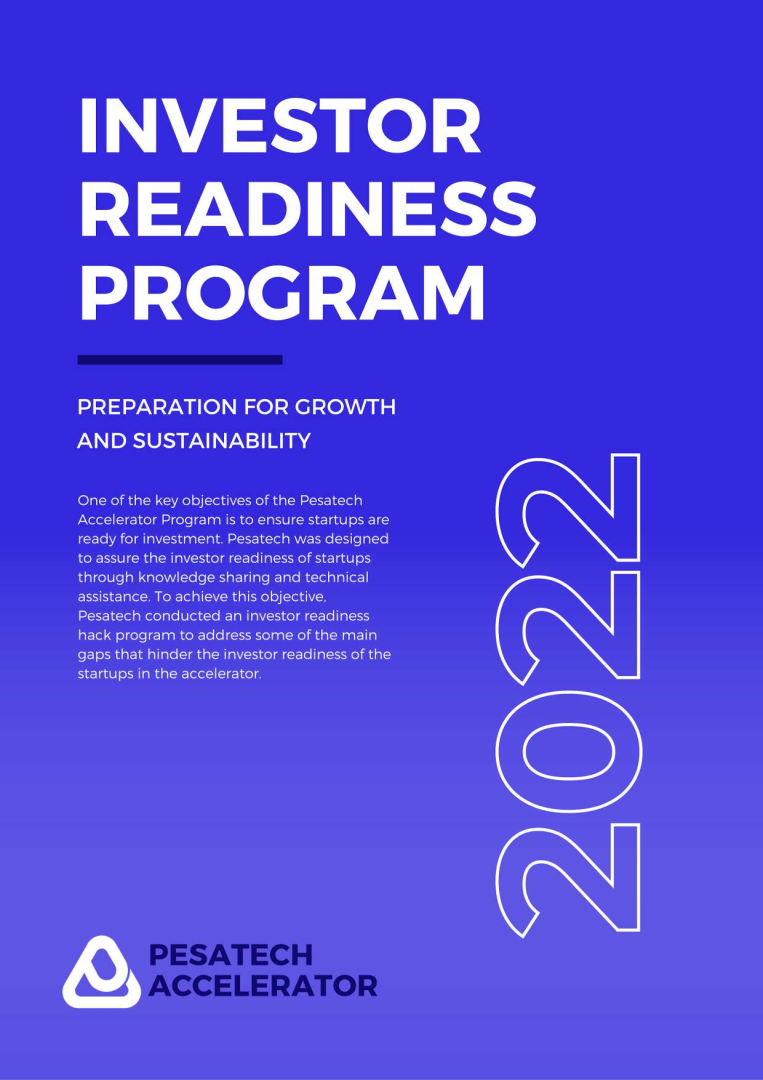 INVESTOR
READINESS
PROGRAM
PREPARATION FOR GROWTH
AND SUSTAINABILITY
One of the key objectives of the Pesatech
Accelerator Program is to ensure startups are
ready for investment. Pesatech was designed
to assure the investor readiness of startups
through knowledge sharing and technical
assistance. To achieve this objective,
Pesatech conducted an investor readiness
hack program to address some of the main
gaps that hinder the investor readiness of the
startups in the accelerator.
2022
PESATECH
ACCELERATOR